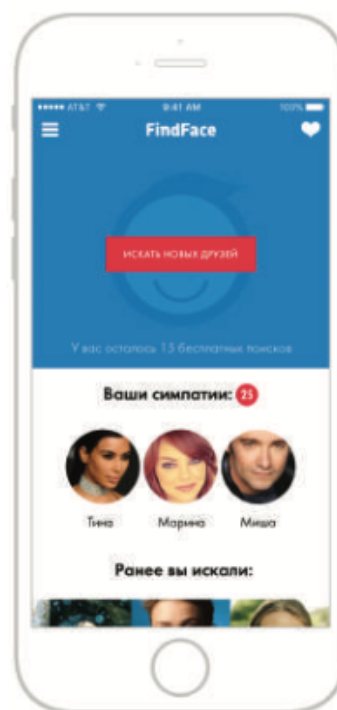 AT&T 9:41 AM 100%
FindFace
ИСКАТЬ НОВЫХ ДРУЗЕЙ
У вас осталось 15 бесплатных поисков
Ваши симпатии: 25
Тина Марина Миша
Ранее вы искали: